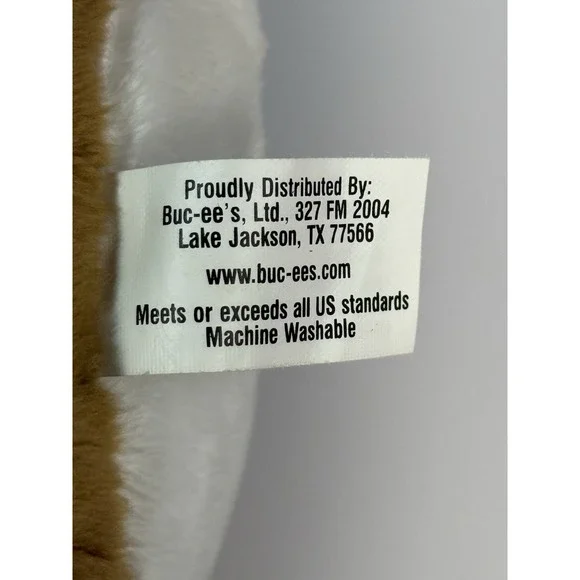 Proudly Distributed By:
Buc-ee's, Ltd., 327 FM 2004
Lake Jackson, TX 77566
www.buc-ees.com
Meets or exceeds all US standards
Machine Washable